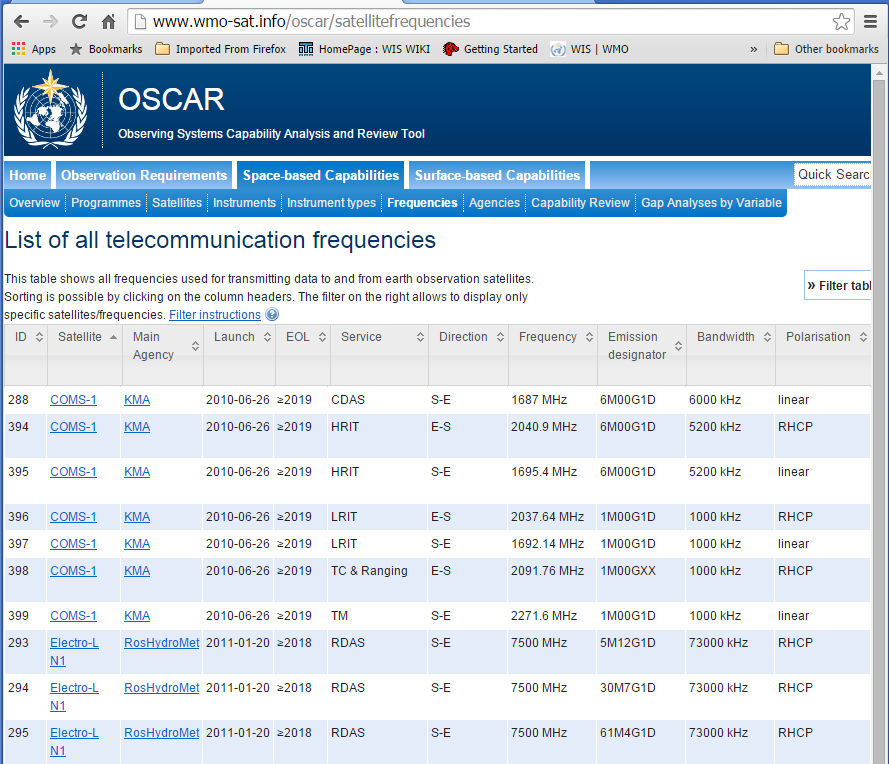 www.wmo-sat.info/oscar/satellitefrequencies
Apps Bookmarks Imported From Firefox HomePage : WIS WIKI Getting Started WIS | WMO » Other bookmarks
OSCAR
Observing Systems Capability Analysis and Review Tool
Home Observation Requirements Space-based Capabilities Surface-based Capabilities Quick Searc
Overview Programmes Satellites Instruments Instrument types Frequencies Agencies Capability Review Gap Analyses by Variable
List of all telecommunication frequencies
This table shows all frequencies used for transmitting data to and from earth observation satellites.
Sorting is possible by clicking on the column headers. The filter on the right allows to display only
specific satellites/frequencies. Filter instructions ?
» Filter tabl
ID Satellite Main Agency Launch EOL Service Direction Frequency Emission designator Bandwidth Polarisation
288 COMS-1 KMA 2010-06-26 ≥2019 CDAS S-E 1687 MHz 6M00G1D 6000 kHz linear
394 COMS-1 KMA 2010-06-26 ≥2019 HRIT E-S 2040.9 MHz 6M00G1D 5200 kHz RHCP
395 COMS-1 KMA 2010-06-26 ≥2019 HRIT S-E 1695.4 MHz 6M00G1D 5200 kHz linear
396 COMS-1 KMA 2010-06-26 ≥2019 LRIT E-S 2037.64 MHz 1M00G1D 1000 kHz RHCP
397 COMS-1 KMA 2010-06-26 ≥2019 LRIT S-E 1692.14 MHz 1M00G1D 1000 kHz linear
398 COMS-1 KMA 2010-06-26 ≥2019 TC & Ranging E-S 2091.76 MHz 1M00GXX 1000 kHz RHCP
399 COMS-1 KMA 2010-06-26 ≥2019 TM S-E 2271.6 MHz 1M00G1D 1000 kHz linear
293 Electro-L N1 RosHydroMet 2011-01-20 ≥2018 RDAS S-E 7500 MHz 5M12G1D 73000 kHz RHCP
294 Electro-L N1 RosHydroMet 2011-01-20 ≥2018 RDAS S-E 7500 MHz 30M7G1D 73000 kHz RHCP
295 Electro-L N1 RosHydroMet 2011-01-20 ≥2018 RDAS S-E 7500 MHz 61M4G1D 73000 kHz RHCP